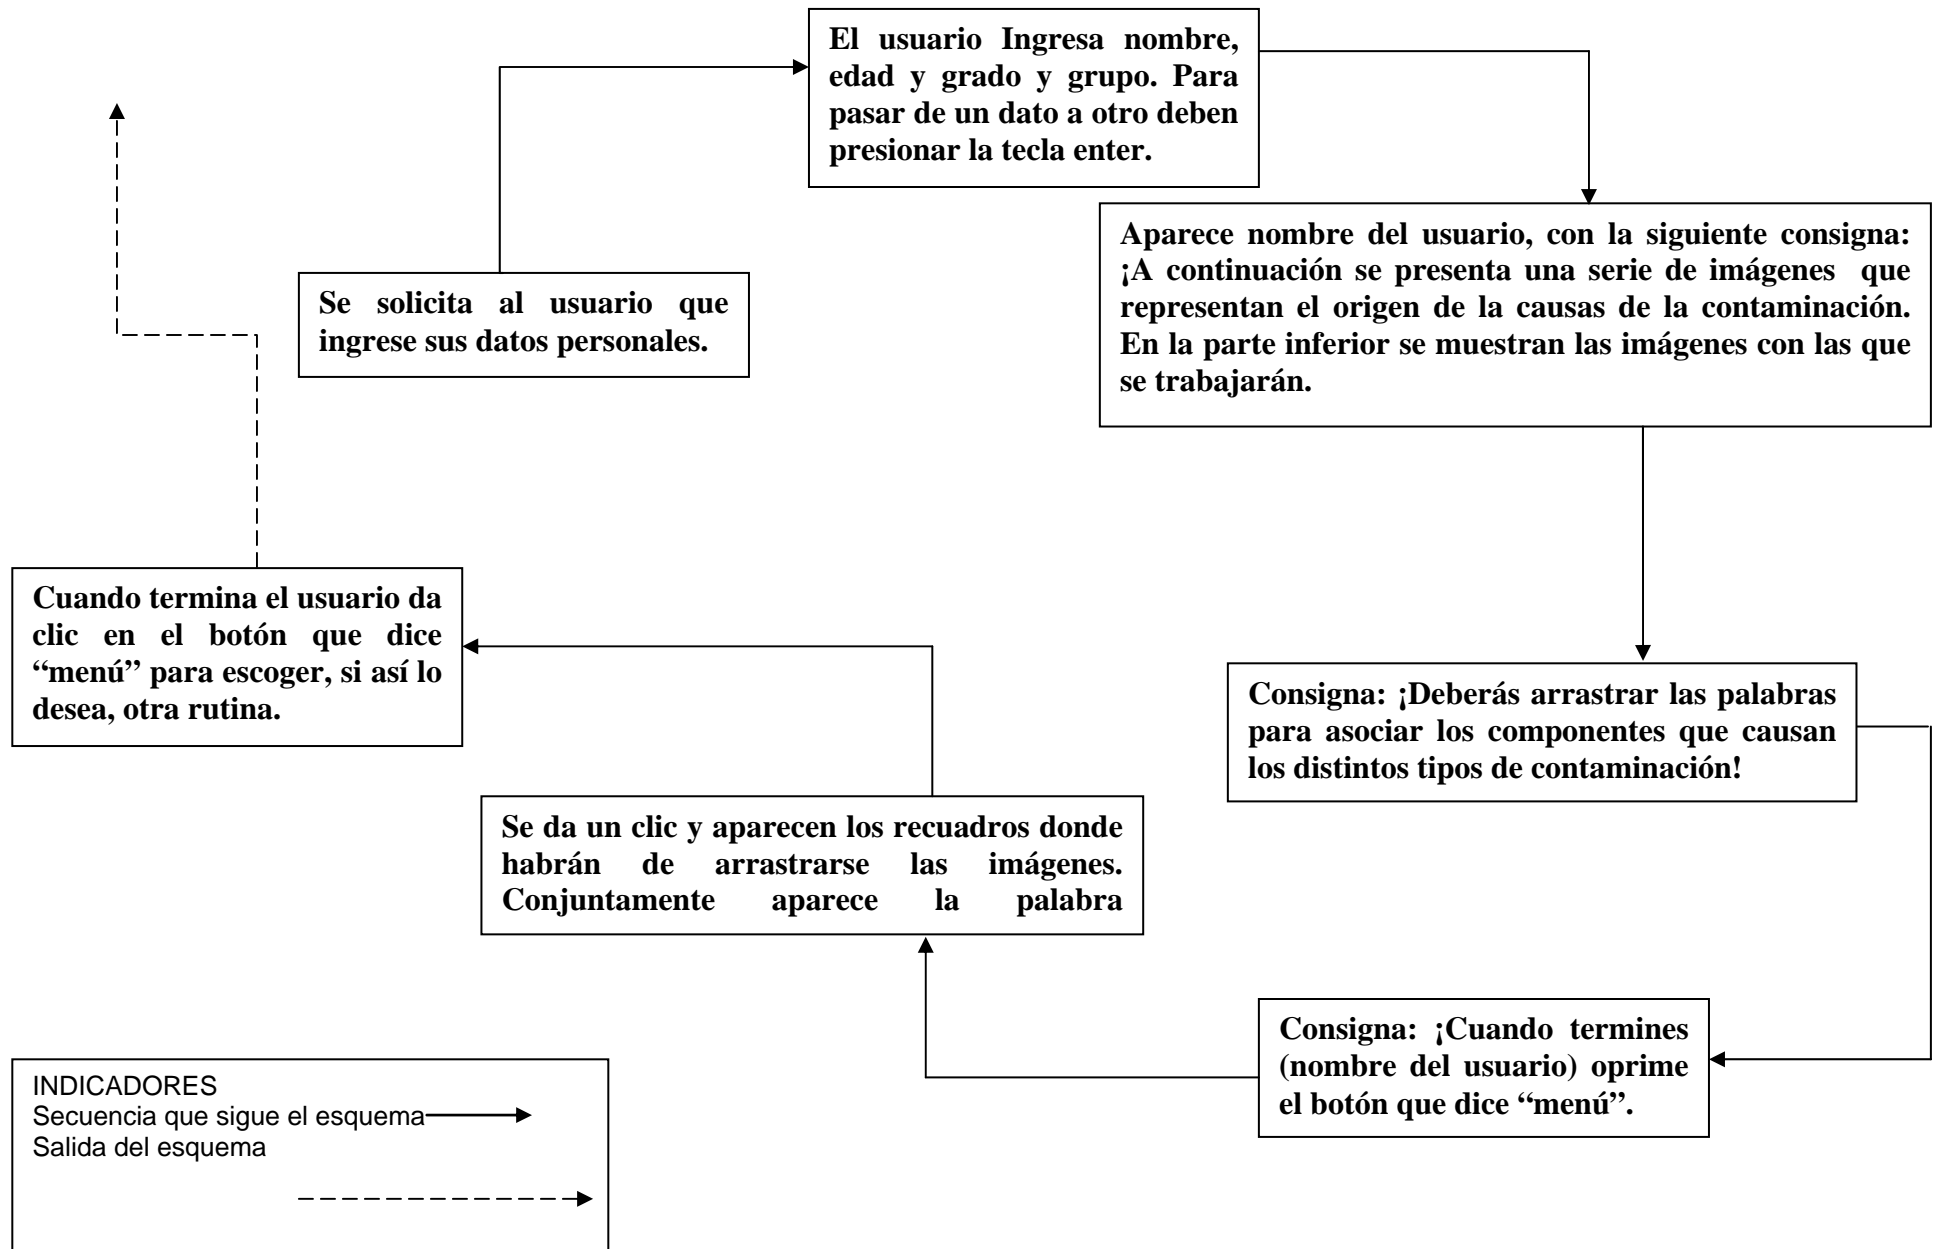 El usuario Ingresa nombre,
edad y grado y grupo. Para
pasar de un dato a otro deben
presionar la tecla enter.
Aparece nombre del usuario, con la siguiente consigna:
¡A continuación se presenta una serie de imágenes que
representan el origen de la causas de la contaminación.
En la parte inferior se muestran las imágenes con las que
se trabajarán.
Se solicita al usuario que
ingrese sus datos personales.
Cuando termina el usuario da
clic en el botón que dice
“menú” para escoger, si así lo
desea, otra rutina.
Consigna: ¡Deberás arrastrar las palabras
para asociar los componentes que causan
los distintos tipos de contaminación!
Se da un clic y aparecen los recuadros donde
habrán de arrastrarse las imágenes.
Conjuntamente aparece la palabra
Consigna: ¡Cuando termines
(nombre del usuario) oprime
el botón que dice “menú”.
INDICADORES
Secuencia que sigue el esquema
Salida del esquema